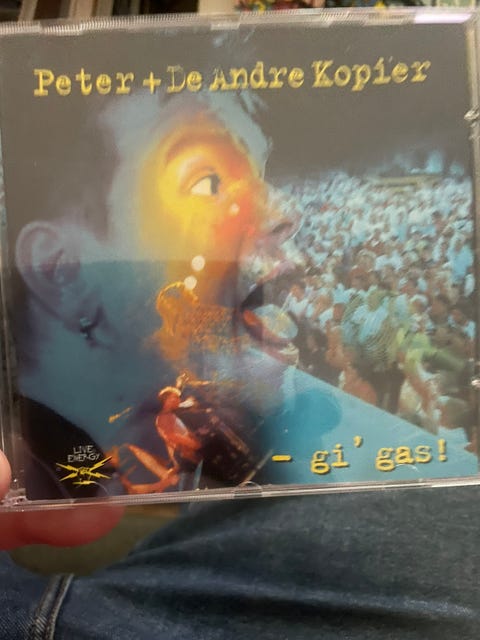 Peter + De Andre Kopier
LIVE
ENERGY
- gi' gas!